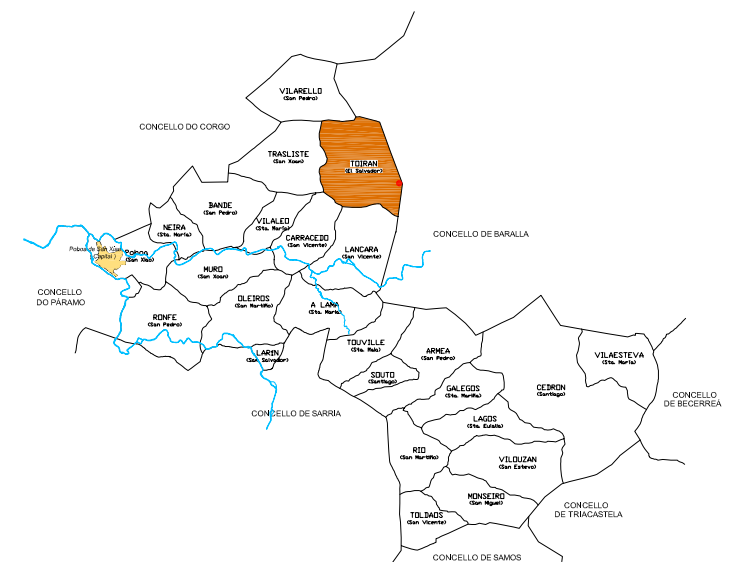 VILARELLO
(San Pedro)
CONCELLO DO CORGO
TRASLISTE
(San Xoan)
TOIRAN
(El Salvador)
BANDE
(San Pedro)
NEIRA
(Sta. María)
VILALEO
(Sta. María)
CARRACEDO
(San Vicente)
LANCARA
(San Vicente)
CONCELLO DE BARALLA
Poboa de San Xiao
( Capital )
Poboa
(San Xiao)
MURO
(San Xoan)
CONCELLO
DO PÁRAMO
OLEIROS
(San Martiño)
A LAMA
(Sta. María)
RONFE
(San Pedro)
LARIN
(San Salvador)
TOUVILLE
(Sta. Maia)
ARMEA
(San Pedro)
VILAESTEVA
(Sta. María)
SOUTO
(Santiago)
GALEGOS
(Sta. Mariña)
CEDRON
(Santiago)
CONCELLO
DE BECERREÁ
CONCELLO DE SARRIA
LAGOS
(Sta. Eulalia)
RIO
(San Martiño)
VILOUZAN
(San Estevo)
MONSEIRO
(San Miguel)
CONCELLO
DE TRIACASTELA
TOLDAOS
(San Vicente)
CONCELLO DE SAMOS